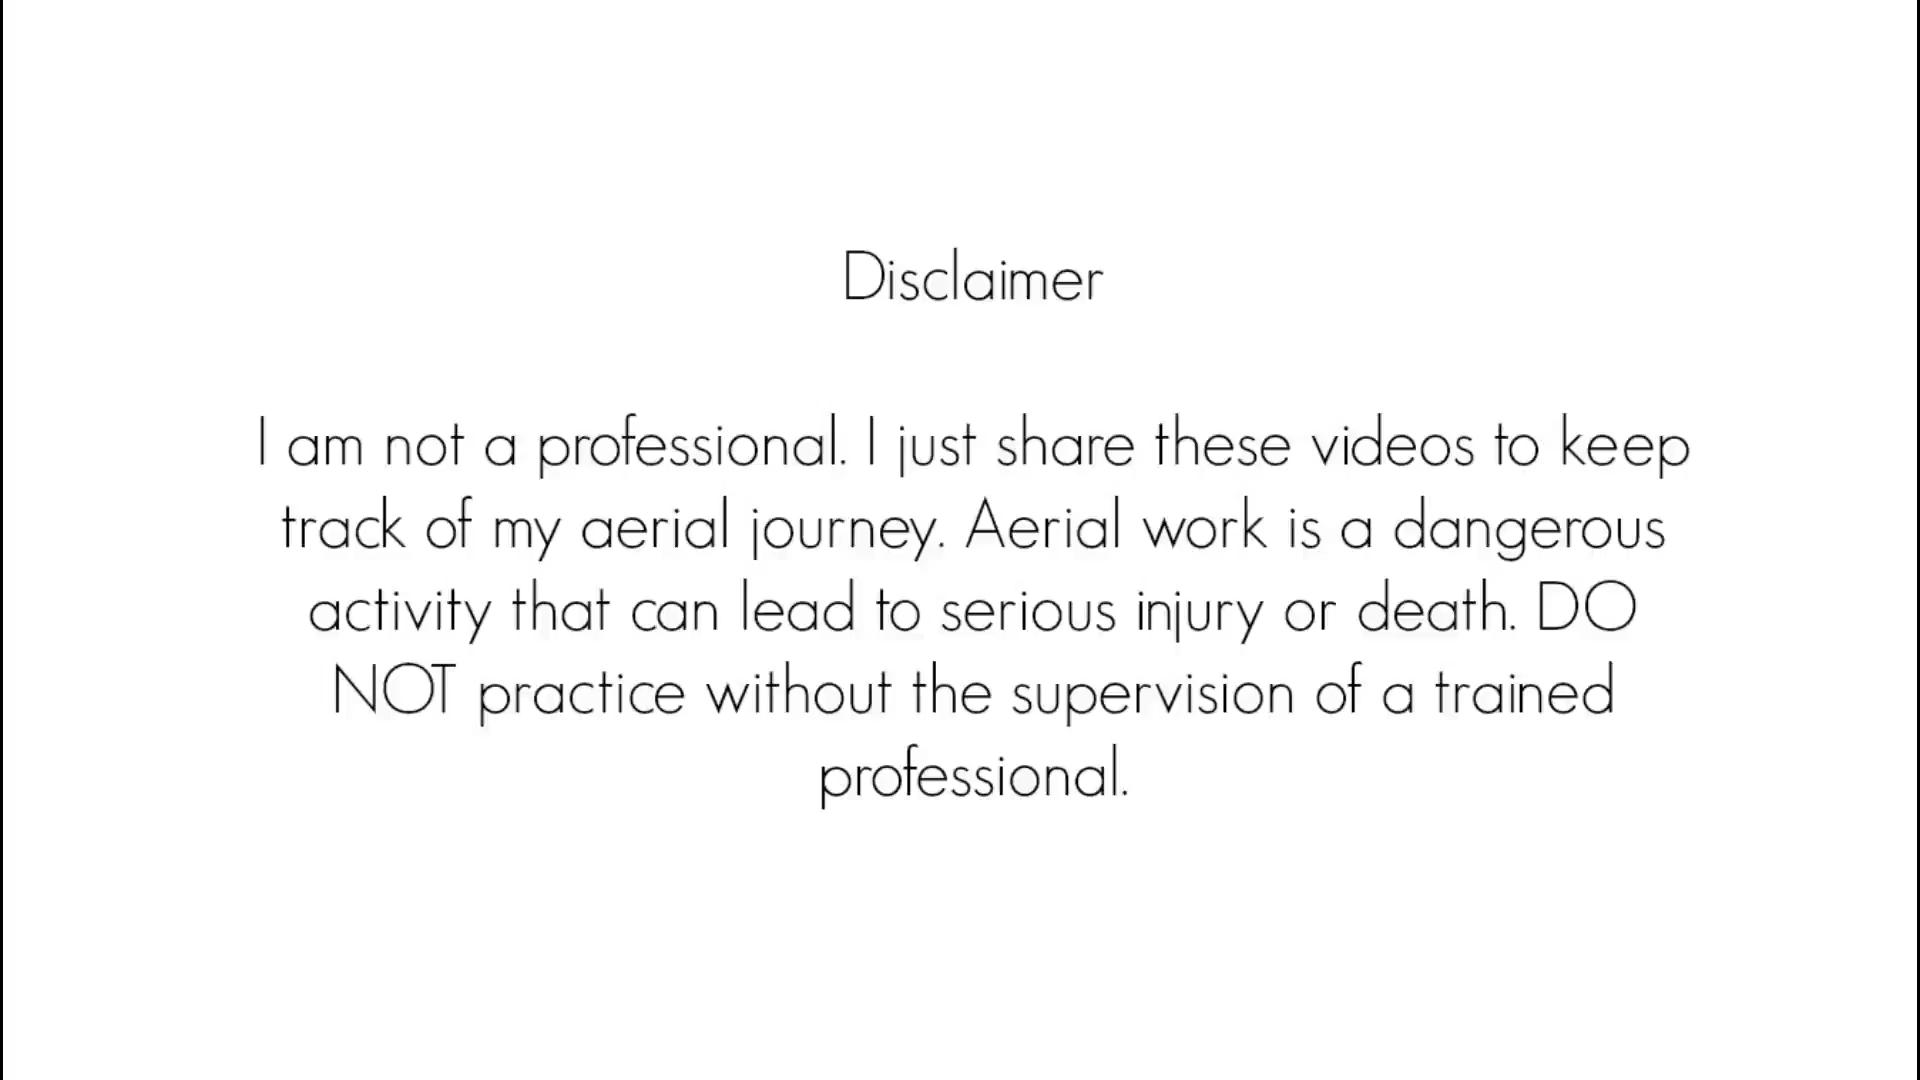 Disclaimer
I am not a professional. I just share these videos to keep
track of my aerial journey. Aerial work is a dangerous
activity that can lead to serious injury or death. DO
NOT practice without the supervision of a trained
professional.